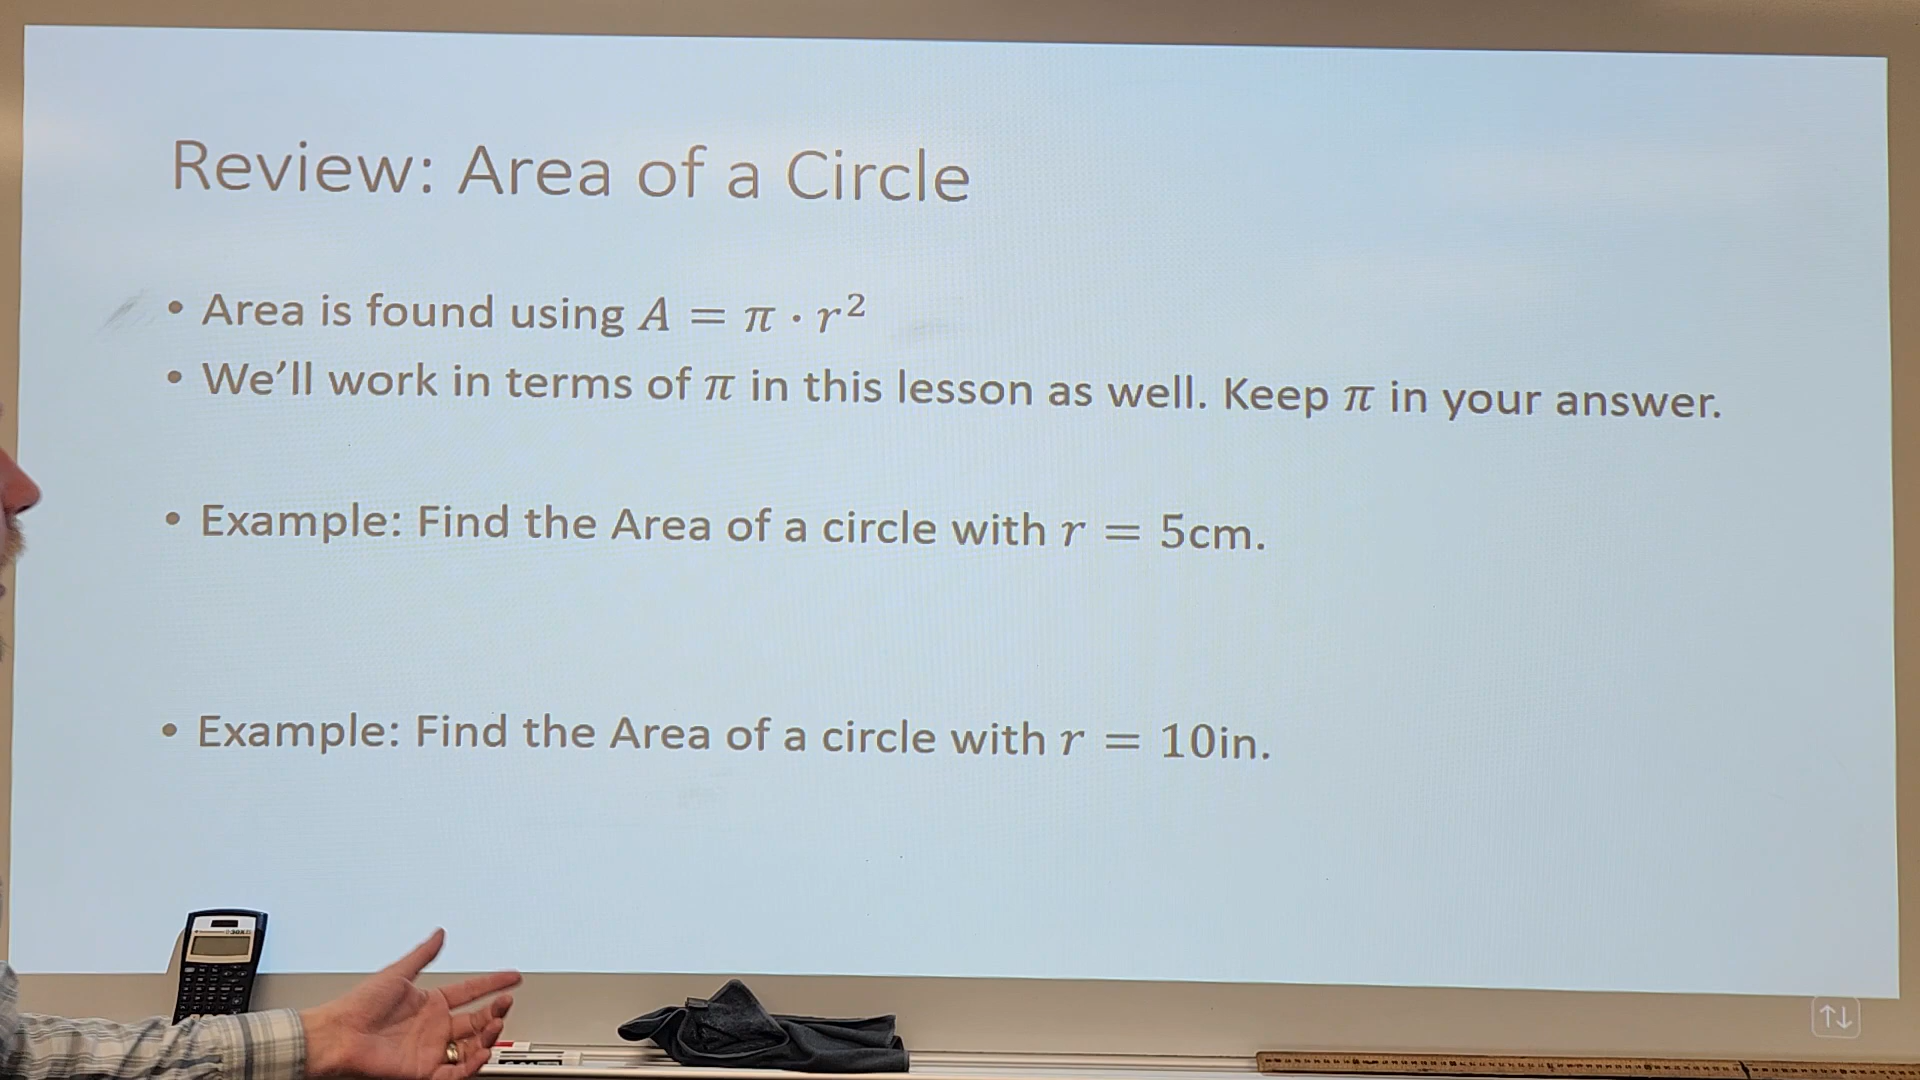 Review: Area of a Circle
• Area is found using A = π · r²
• We'll work in terms of π in this lesson as well. Keep π in your answer.
• Example: Find the Area of a circle with r = 5cm.
• Example: Find the Area of a circle with r = 10in.